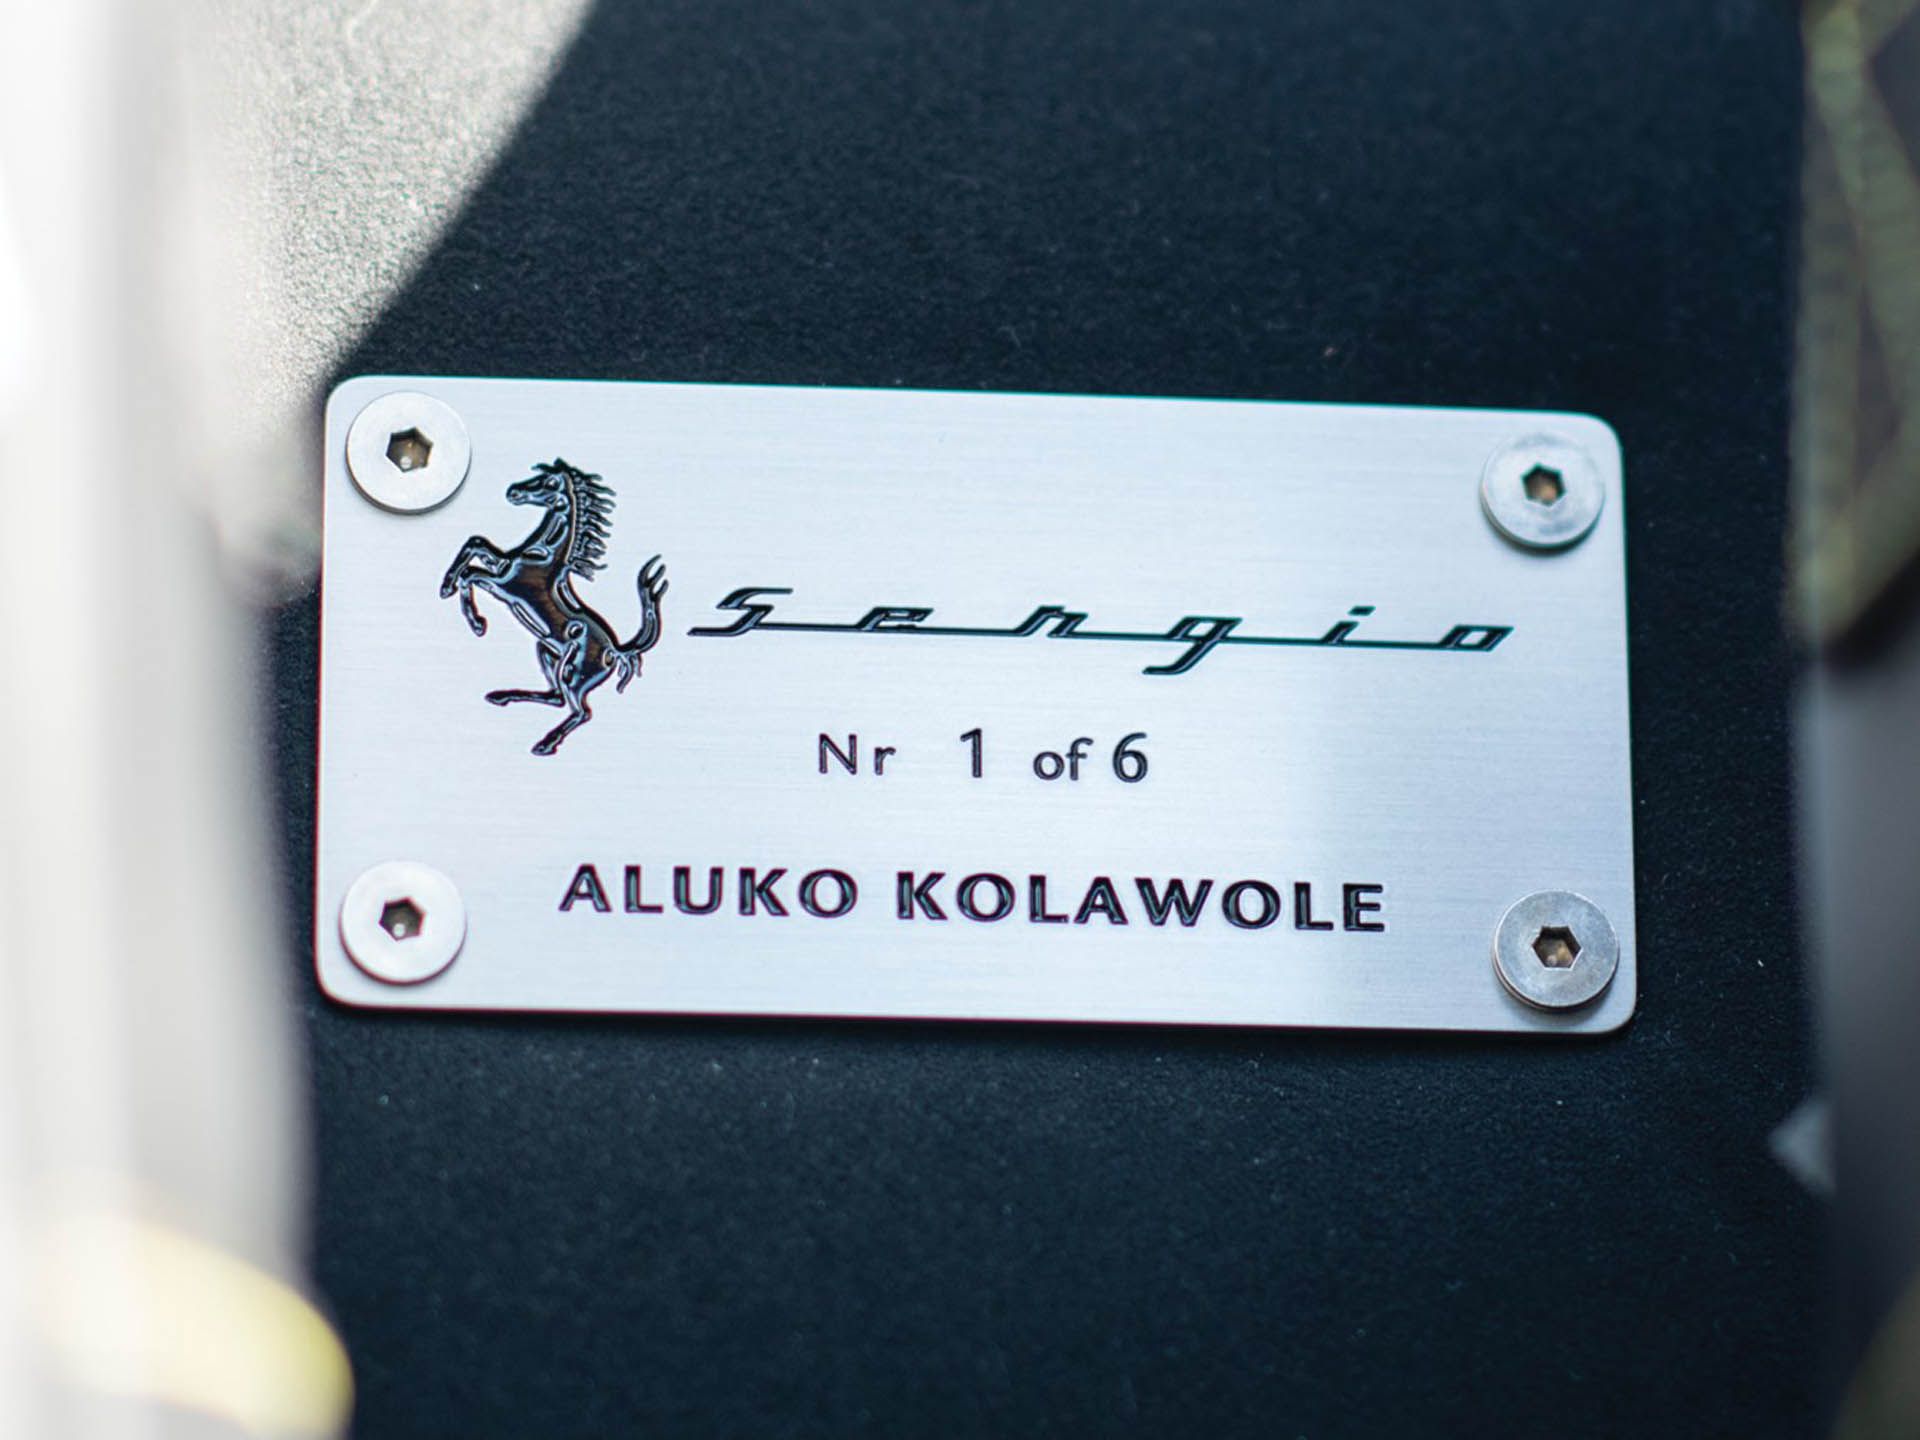 Sergio
Nr 1 of 6
ALUKO KOLAWOLE